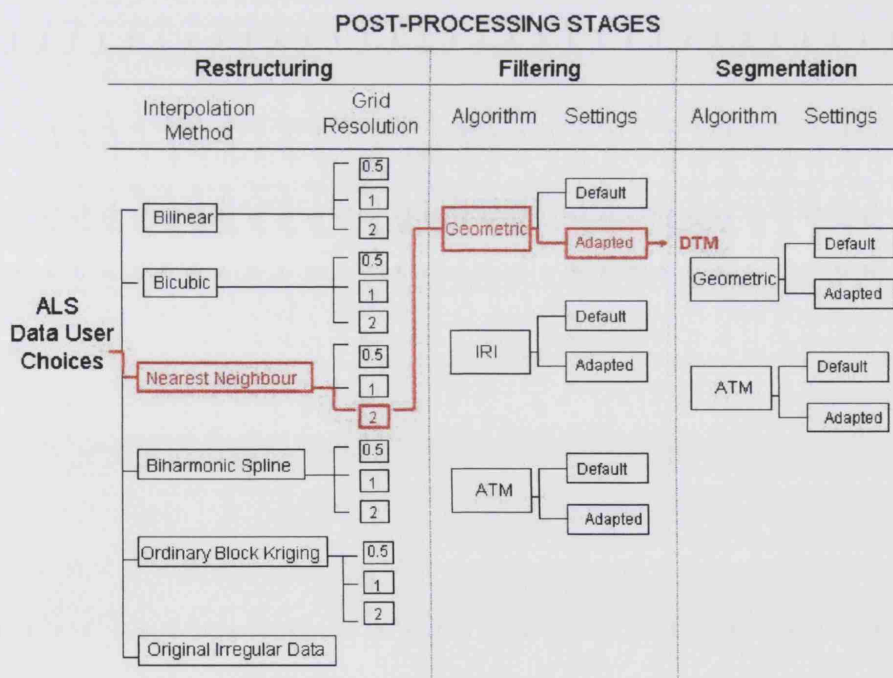 POST-PROCESSING STAGES
Restructuring Filtering Segmentation
Interpolation Method
Grid Resolution
Algorithm Settings
Algorithm Settings
ALS
Data User
Choices
Bilinear
0.5
1
2
Bicubic
0.5
1
2
Nearest Neighbour
0.5
1
2
Biharmonic Spline
0.5
1
2
Ordinary Block Kriging
0.5
1
2
Original Irregular Data
Geometric
Default
Adapted
DTM
IRI
Default
Adapted
ATM
Default
Adapted
Geometric
Default
Adapted
ATM
Default
Adapted